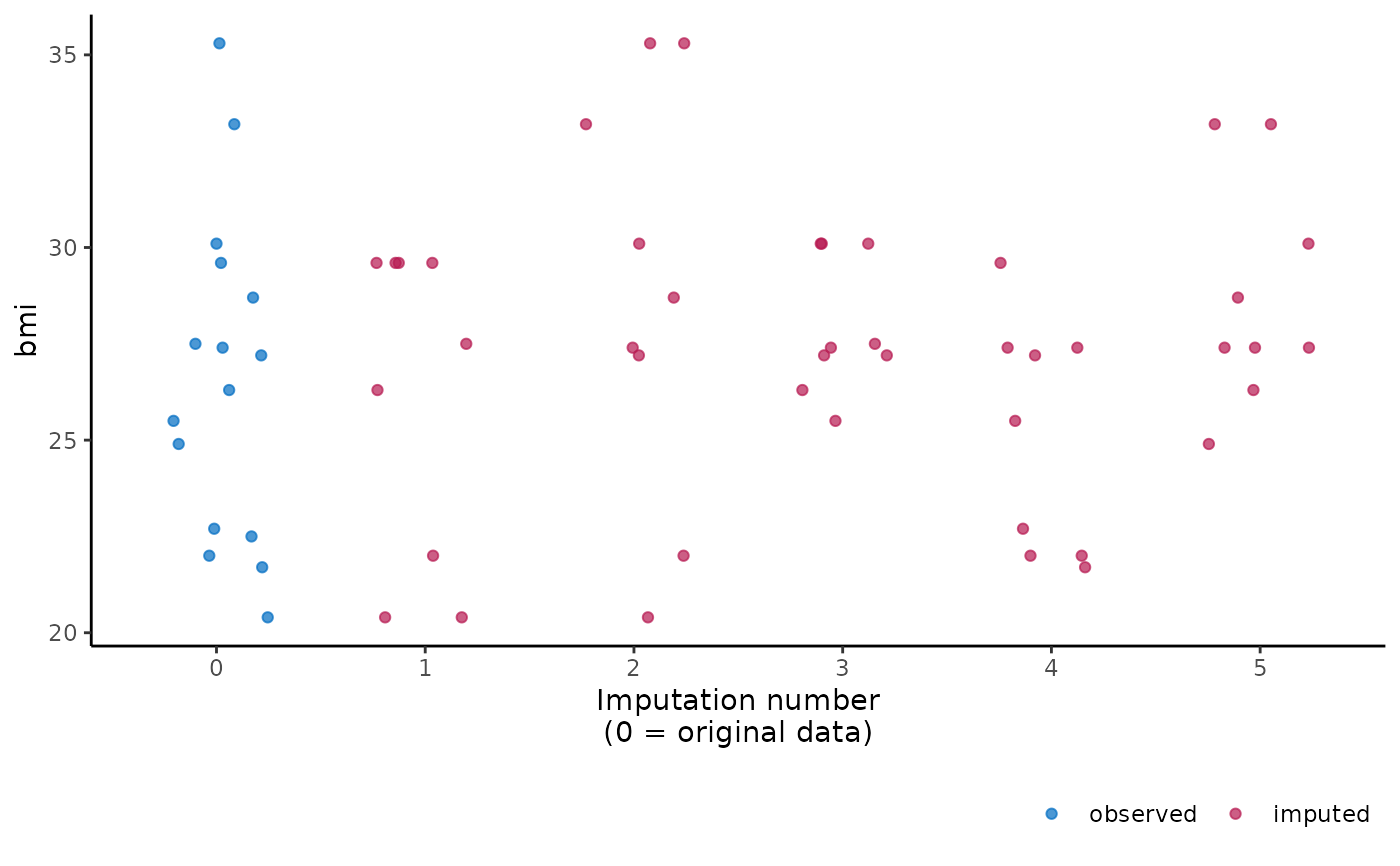 35
30
25
20
bmi
0 1 2 3 4 5
Imputation number
(0 = original data)
observed imputed